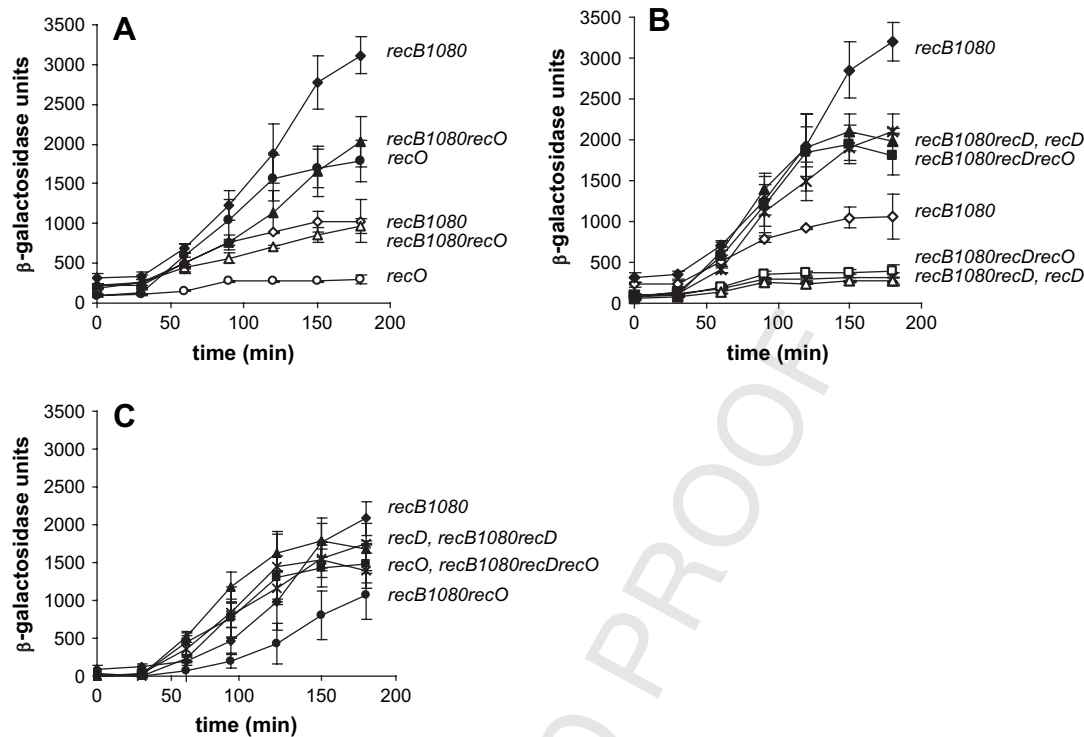 A
β-galactosidase units
3500
3000
2500
2000
1500
1000
500
0
0
50
100
150
200
time (min)
recB1080
recB1080recO
recO
recB1080
recB1080recO
recO
B
β-galactosidase units
3500
3000
2500
2000
1500
1000
500
0
0
50
100
150
200
time (min)
recB1080
recB1080recD, recD
recB1080recDrecO
recB1080
recB1080recDrecO
recB1080recD, recD
C
β-galactosidase units
3500
3000
2500
2000
1500
1000
500
0
0
50
100
150
200
time (min)
recB1080
recD, recB1080recD
recO, recB1080recDrecO
recB1080recO
PROOF